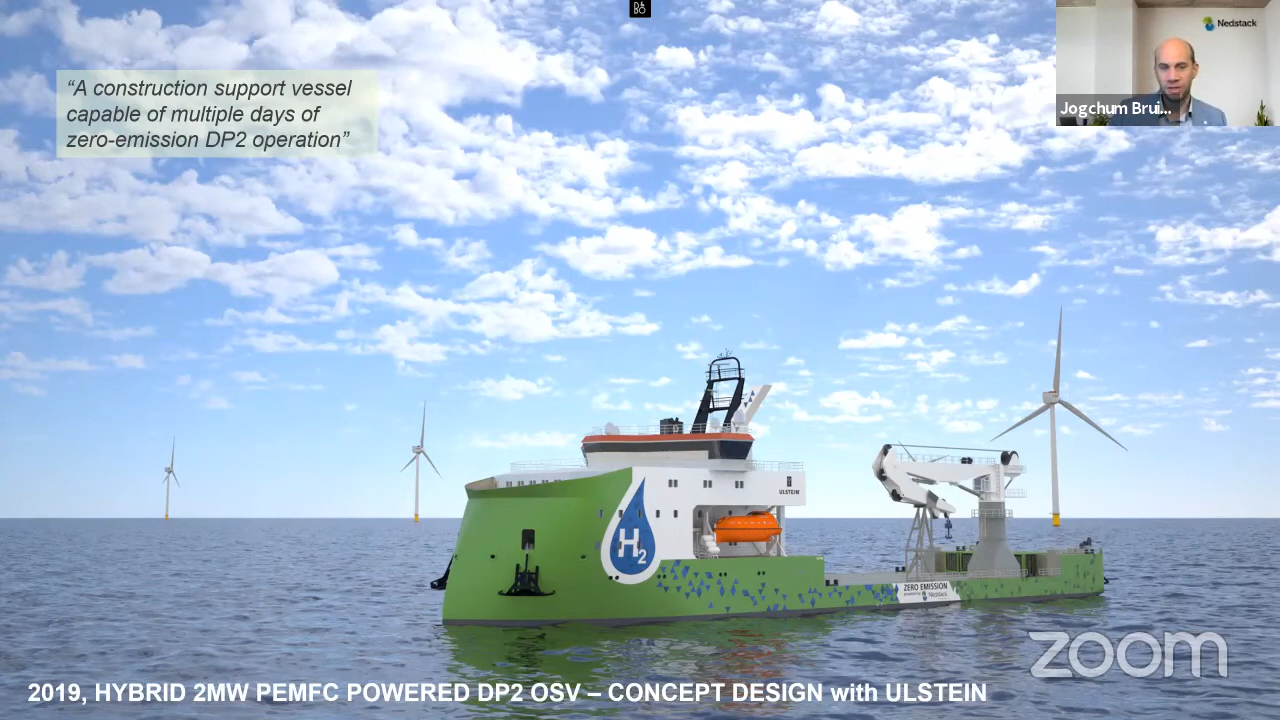 “A construction support vessel
capable of multiple days of
zero-emission DP2 operation”
Nedstack
Jogchum Brui...
ULSTEIN
H2
ZERO EMISSION
Nedstack
zoom
2019, HYBRID 2MW PEMFC POWERED DP2 OSV – CONCEPT DESIGN with ULSTEIN